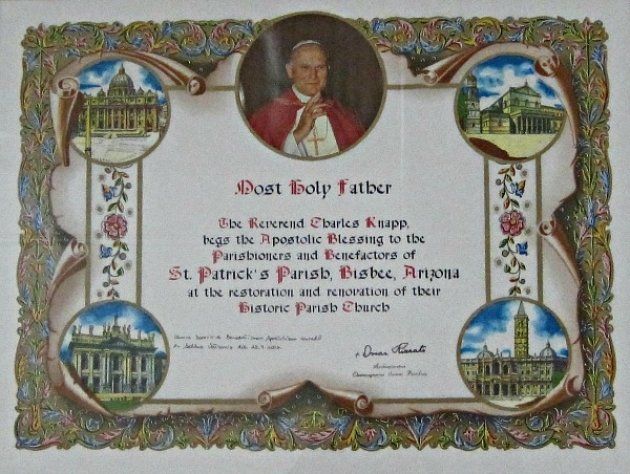 Most Holy Father
The Reverend Charles Knapp,
begs the Apostolic Blessing to the
Parishioners and Benefactors of
St. Patrick's Parish, Bisbee, Arizona
at the restoration and renovation of their
Historic Parish Church